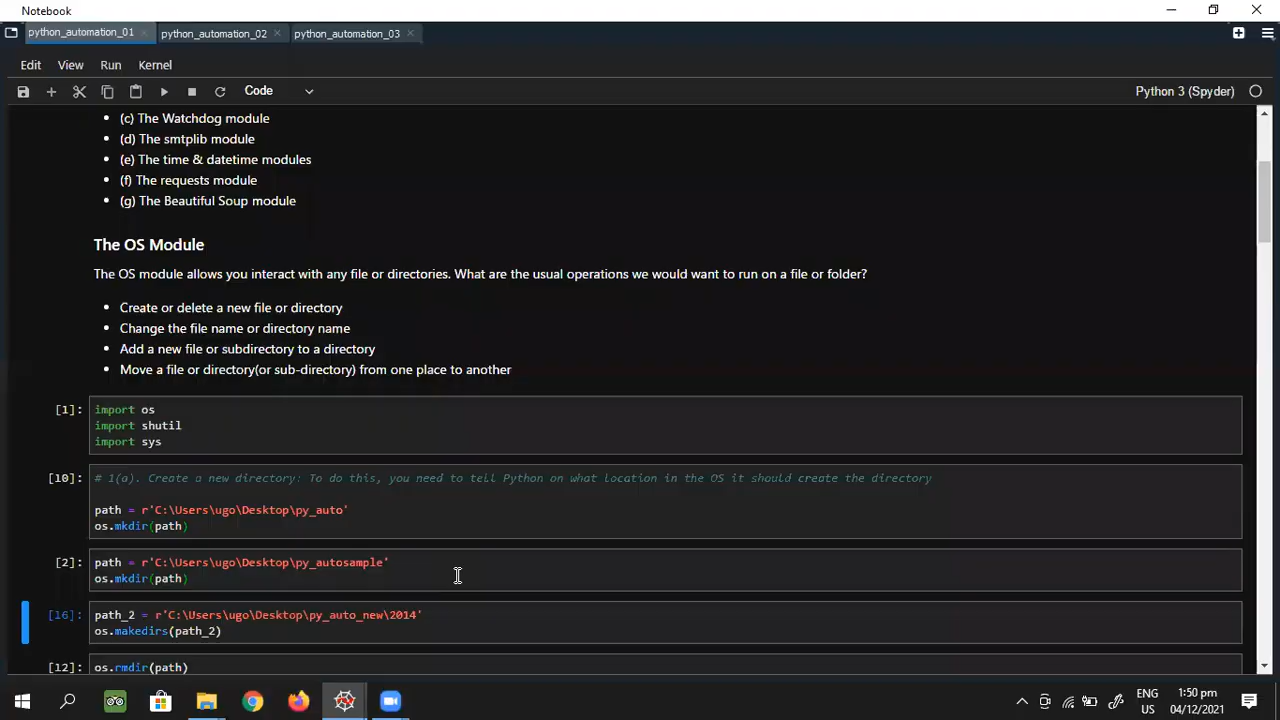 Notebook
python_automation_01
python_automation_02
python_automation_03
Edit View Run Kernel
Code
Python 3 (Spyder)
• (c) The Watchdog module
• (d) The smtplib module
• (e) The time & datetime modules
• (f) The requests module
• (g) The Beautiful Soup module
The OS Module
The OS module allows you interact with any file or directories. What are the usual operations we would want to run on a file or folder?
• Create or delete a new file or directory
• Change the file name or directory name
• Add a new file or subdirectory to a directory
• Move a file or directory(or sub-directory) from one place to another
[1]: import os
import shutil
import sys
[10]: # 1(a). Create a new directory: To do this, you need to tell Python on what location in the OS it should create the directory
path = r'C:\Users\ugo\Desktop\py_auto'
os.mkdir(path)
[2]: path = r'C:\Users\ugo\Desktop\py_autosample'
os.mkdir(path)
[16]: path_2 = r'C:\Users\ugo\Desktop\py_auto_new\2014'
os.makedirs(path_2)
[12]: os.rmdir(path)
ENG 1:50 pm
US 04/12/2021